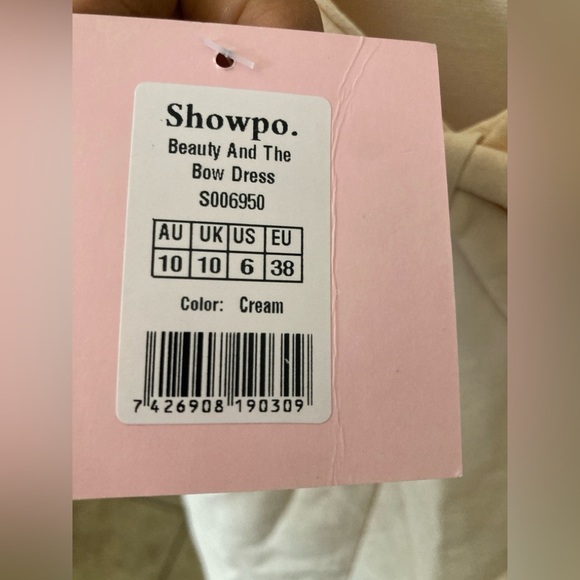 Showpo.
Beauty And The
Bow Dress
S006950
AU UK US EU
10 10 6 38
Color: Cream
7 426908 190309